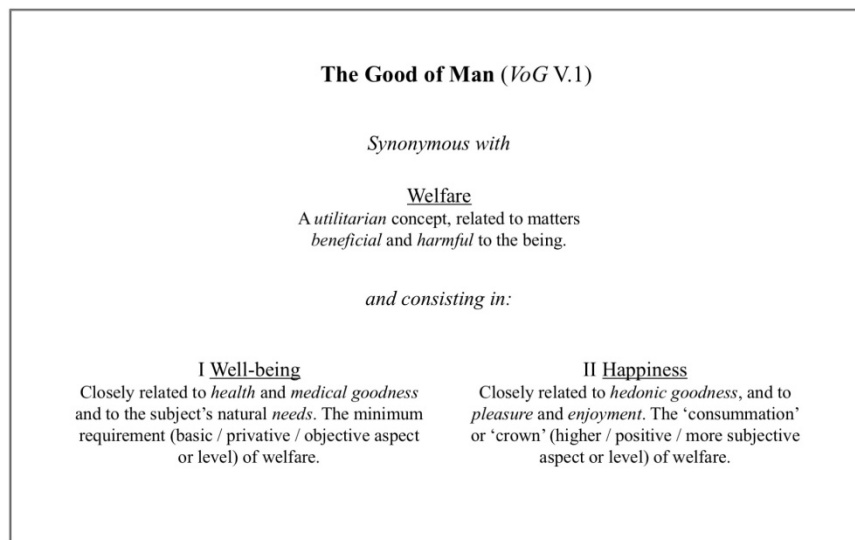 The Good of Man (VoG V.1)
Synonymous with
Welfare
A utilitarian concept, related to matters
beneficial and harmful to the being.
and consisting in:
I Well-being
Closely related to health and medical goodness
and to the subject’s natural needs. The minimum
requirement (basic / privative / objective aspect
or level) of welfare.
II Happiness
Closely related to hedonic goodness, and to
pleasure and enjoyment. The ‘consummation’
or ‘crown’ (higher / positive / more subjective
aspect or level) of welfare.